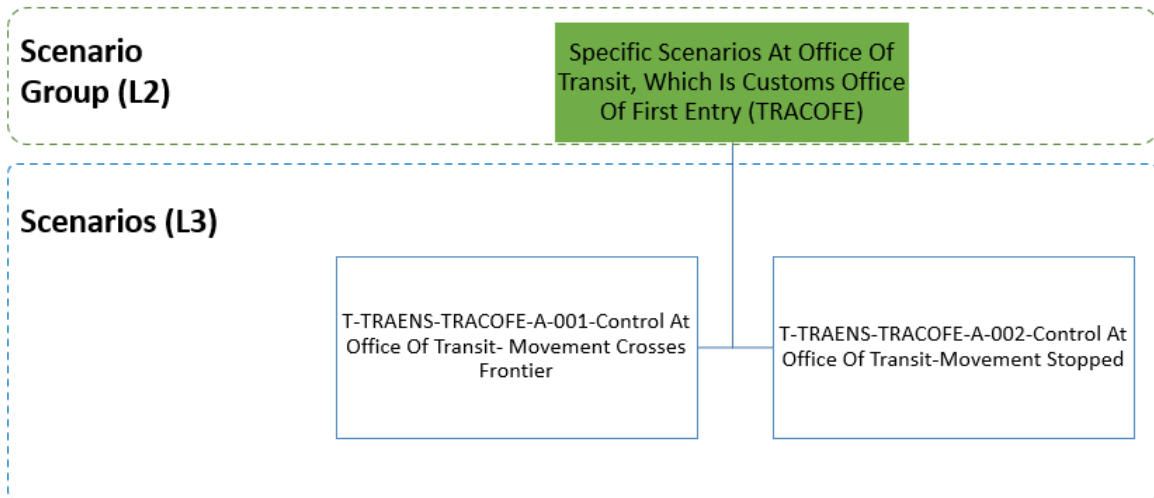 Scenario
Group (L2)
Specific Scenarios At Office Of
Transit, Which Is Customs Office
Of First Entry (TRACOFE)
Scenarios (L3)
T-TRAENS-TRACOFE-A-001-Control At
Office Of Transit- Movement Crosses
Frontier
T-TRAENS-TRACOFE-A-002-Control At
Office Of Transit-Movement Stopped